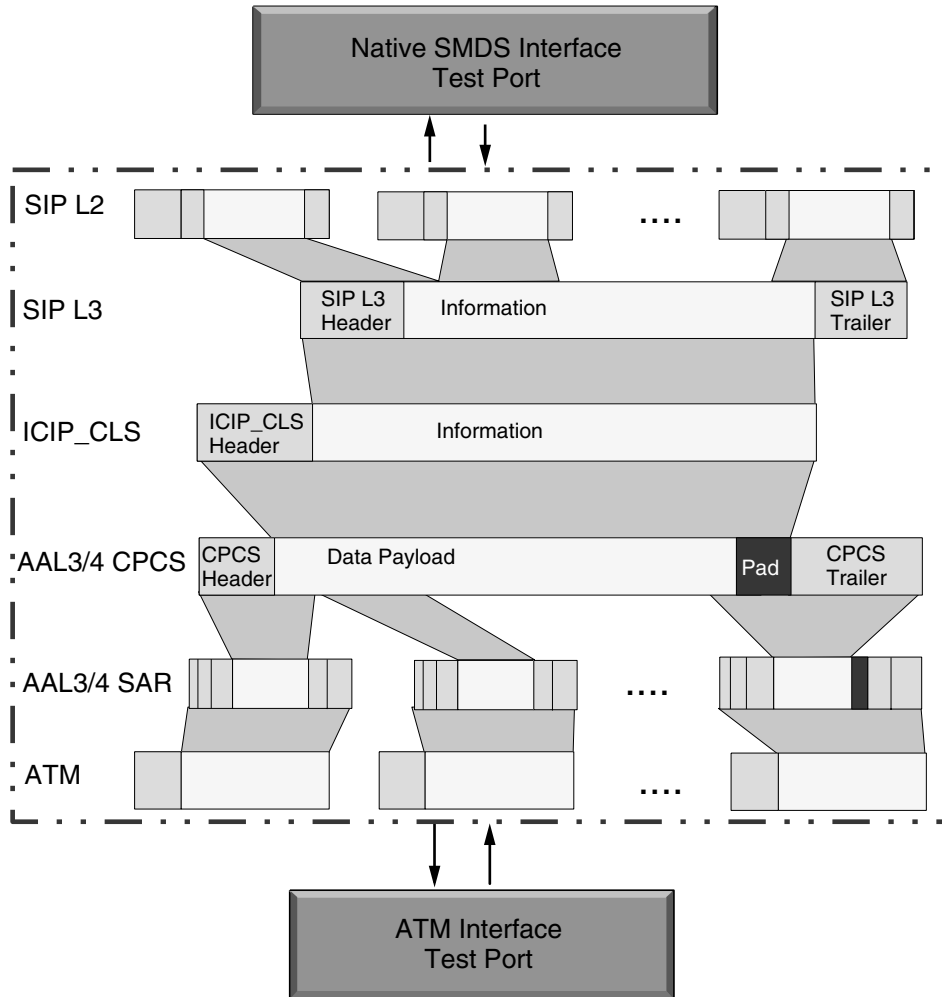 Native SMDS Interface
Test Port
SIP L2
....
SIP L3
SIP L3
Header
Information
SIP L3
Trailer
ICIP_CLS
ICIP_CLS
Header
Information
AAL3/4 CPCS
CPCS
Header
Data Payload
Pad
CPCS
Trailer
AAL3/4 SAR
....
ATM
....
ATM Interface
Test Port